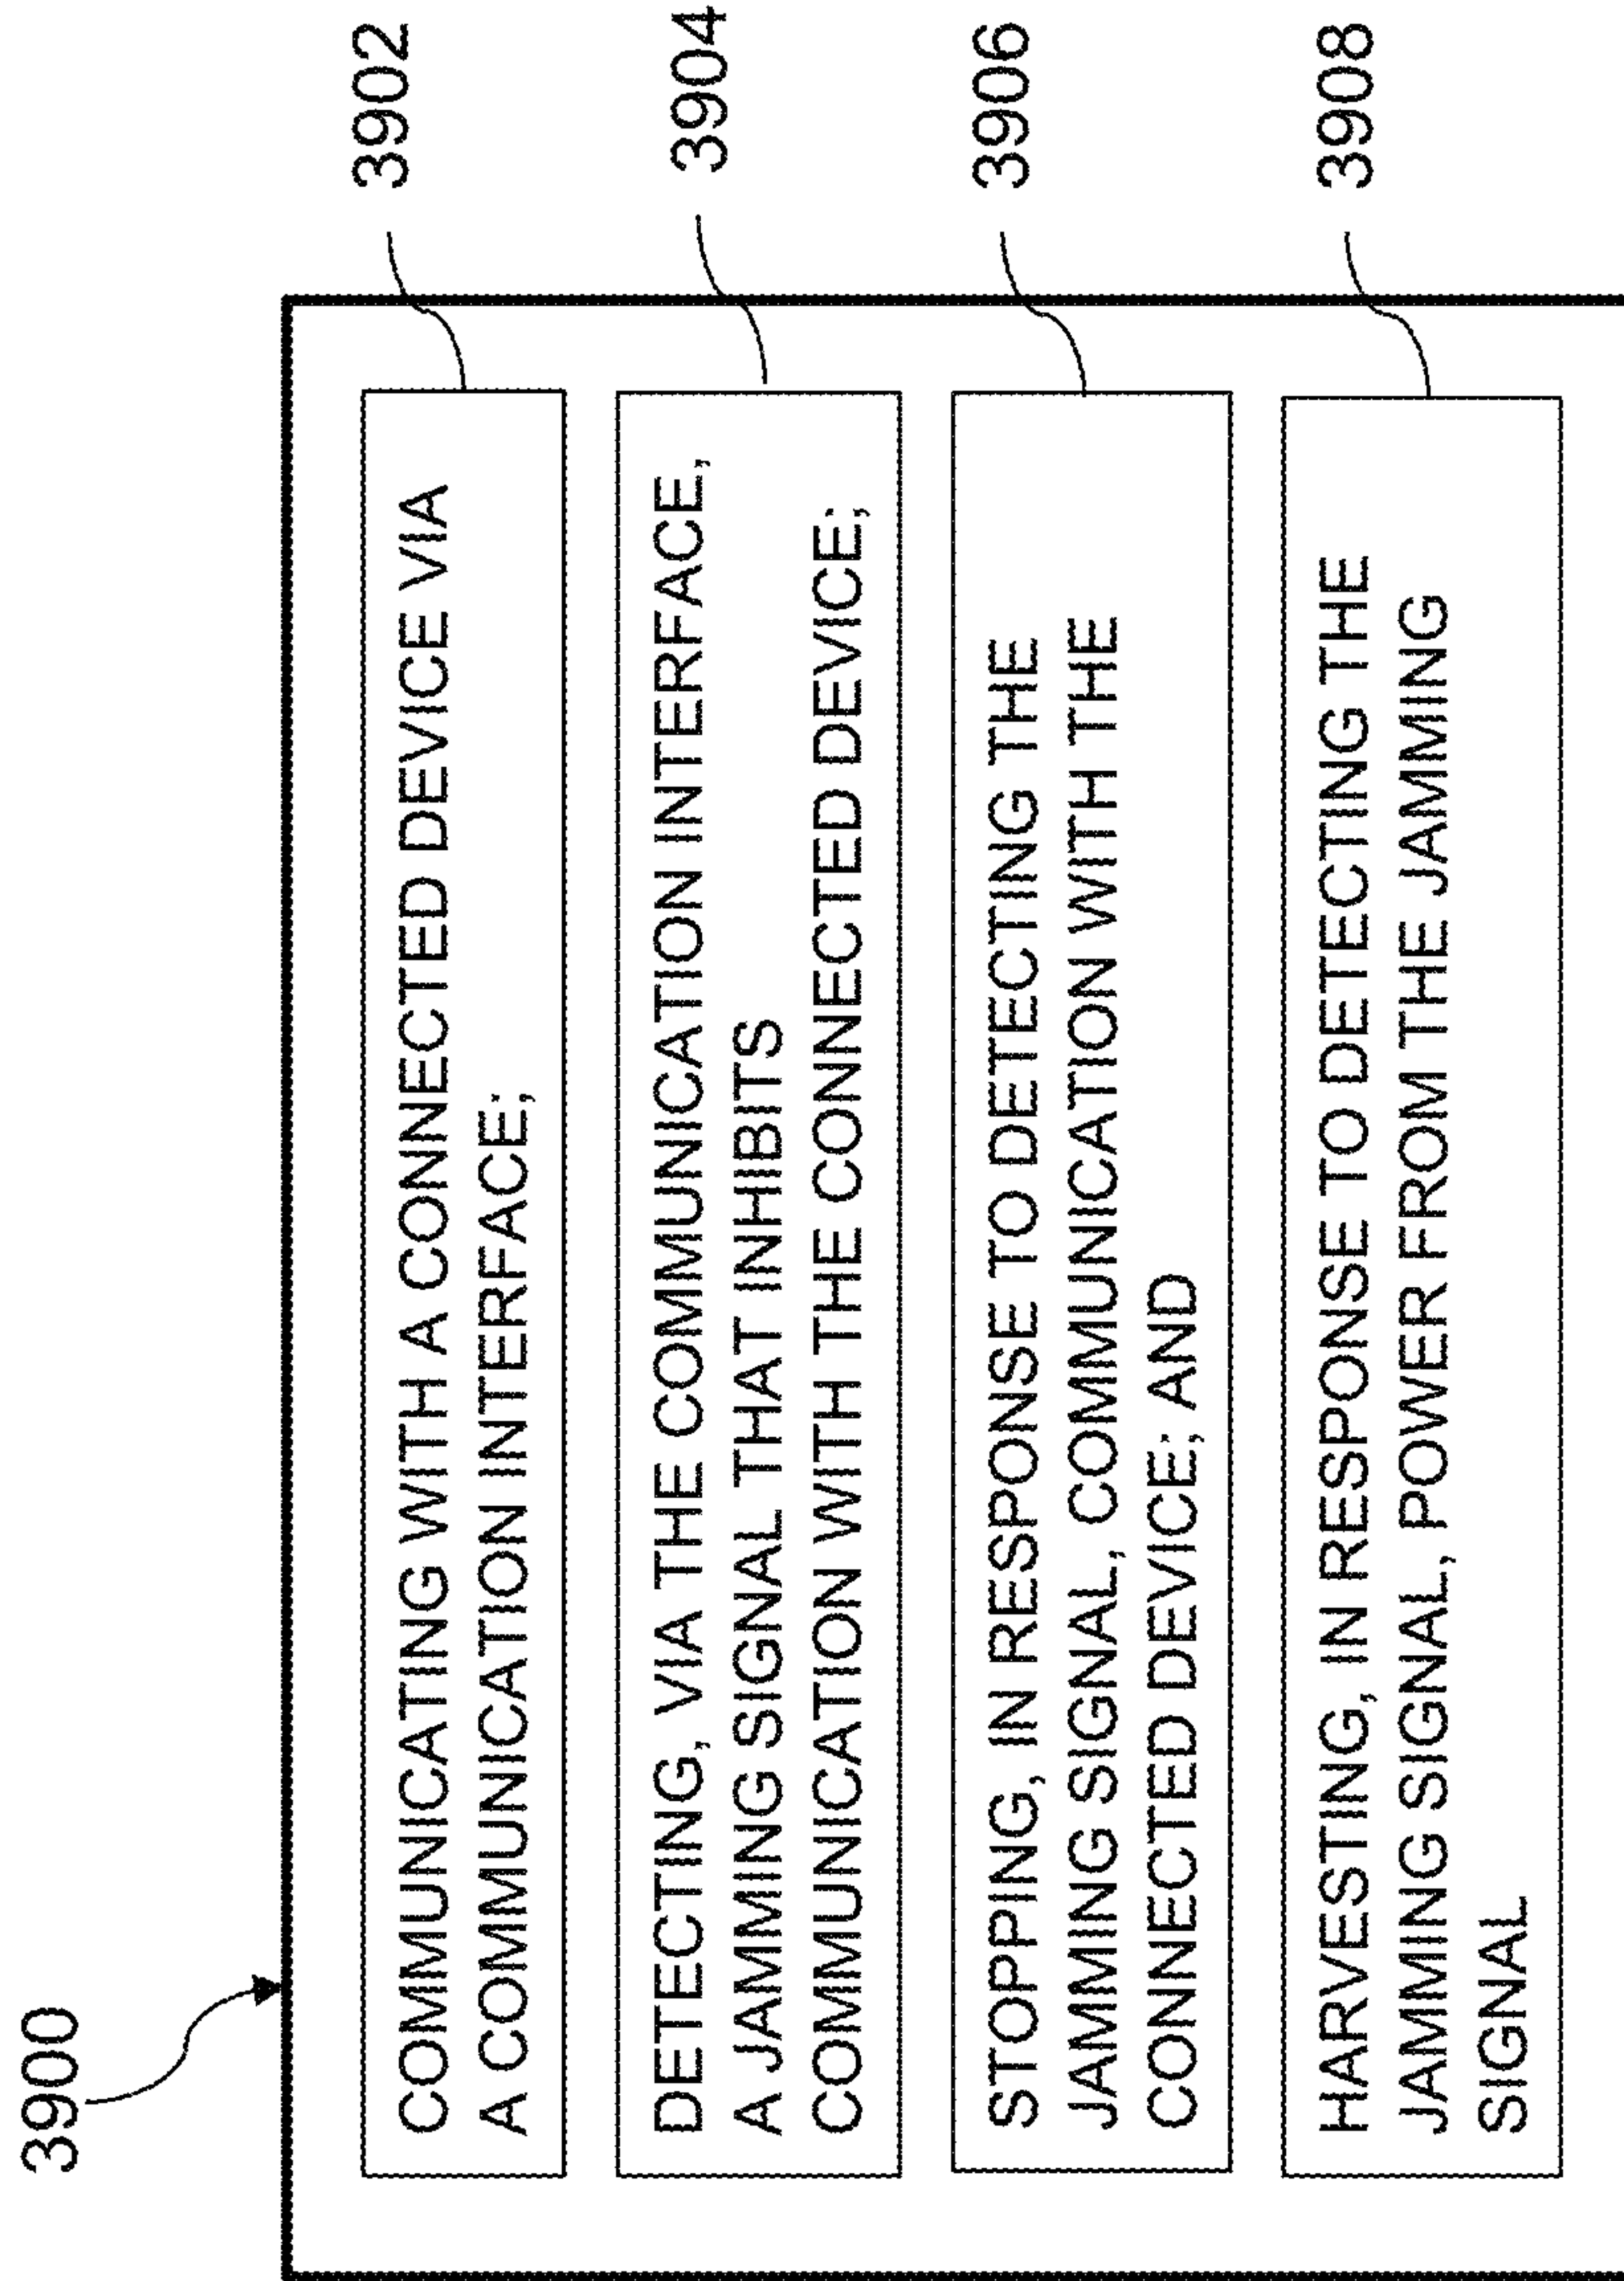 3900
COMMUNICATING WITH A CONNECTED DEVICE VIA
A COMMUNICATION INTERFACE;
3902
DETECTING, VIA THE COMMUNICATION INTERFACE,
A JAMMING SIGNAL THAT INHIBITS
COMMUNICATION WITH THE CONNECTED DEVICE;
3904
STOPPING, IN RESPONSE TO DETECTING THE
JAMMING SIGNAL, COMMUNICATION WITH THE
CONNECTED DEVICE; AND
3906
HARVESTING, IN RESPONSE TO DETECTING THE
JAMMING SIGNAL, POWER FROM THE JAMMING
SIGNAL
3908